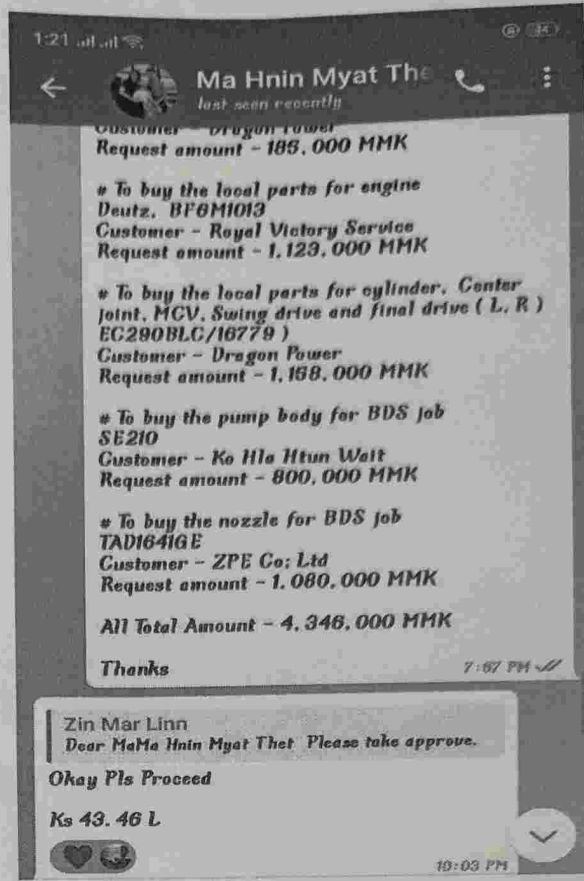 1:21
Ma Hnin Myat The
last seen recently
Customer - Dragon Power
Request amount - 185,000 MMK
# To buy the local parts for engine
Deutz, BF6M1013
Customer - Royal Victory Service
Request amount - 1,123,000 MMK
# To buy the local parts for cylinder, Center
joint, MCV, Swing drive and final drive ( L, R )
EC290BLC/16779 )
Customer - Dragon Power
Request amount - 1,158,000 MMK
# To buy the pump body for BDS job
SE210
Customer - Ko Hla Htun Wait
Request amount - 800,000 MMK
# To buy the nozzle for BDS job
TAD1641GE
Customer - ZPE Co; Ltd
Request amount - 1,080,000 MMK
All Total Amount - 4,346,000 MMK
Thanks
7:57 PM
Zin Mar Linn
Dear MaMa Hnin Myat Thet Please take approve.
Okay Pls Proceed
Ks 43.46 L
10:03 PM